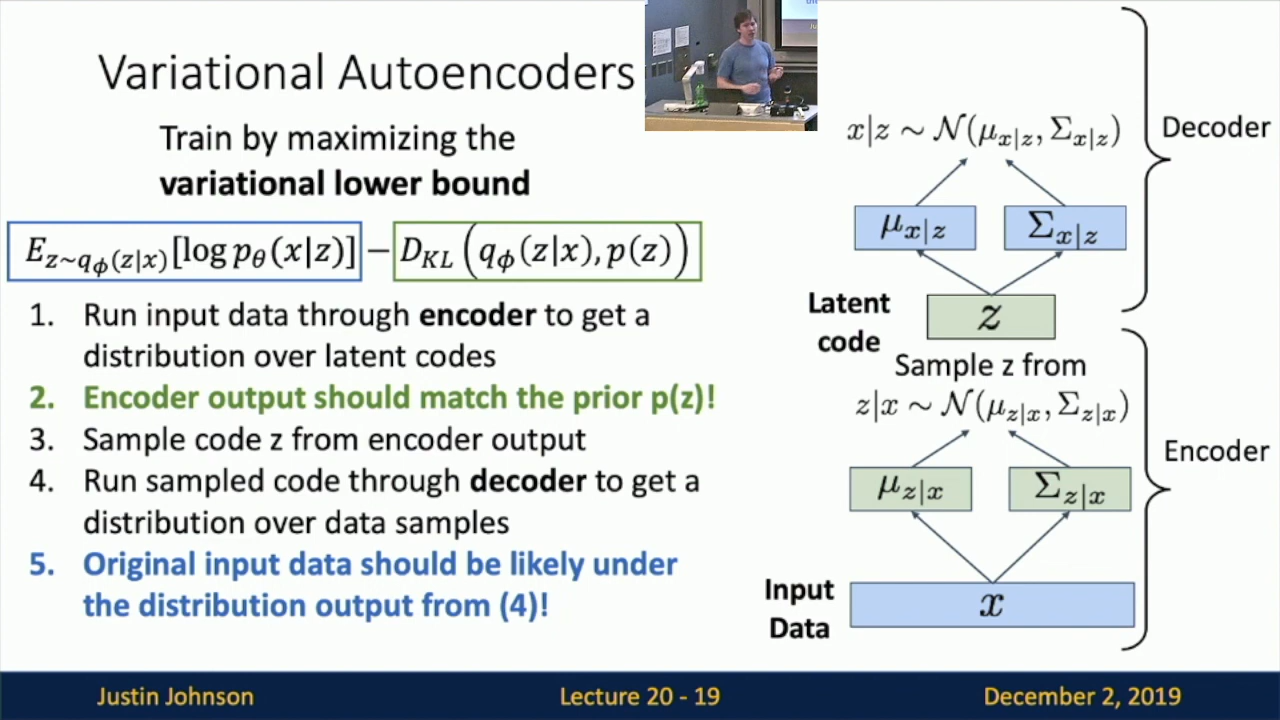 Variational Autoencoders
Train by maximizing the
variational lower bound
E_{z∼q_ϕ(z|x)}[log p_θ(x|z)] − D_{KL}(q_ϕ(z|x), p(z))
1. Run input data through encoder to get a
distribution over latent codes
2. Encoder output should match the prior p(z)!
3. Sample code z from encoder output
4. Run sampled code through decoder to get a
distribution over data samples
5. Original input data should be likely under
the distribution output from (4)!
x|z ∼ 𝒩(μ_{x|z}, Σ_{x|z})
Decoder
μ_{x|z}
Σ_{x|z}
Latent
code
z
Sample z from
z|x ∼ 𝒩(μ_{z|x}, Σ_{z|x})
Encoder
μ_{z|x}
Σ_{z|x}
Input
Data
x
Justin Johnson
Lecture 20 - 19
December 2, 2019